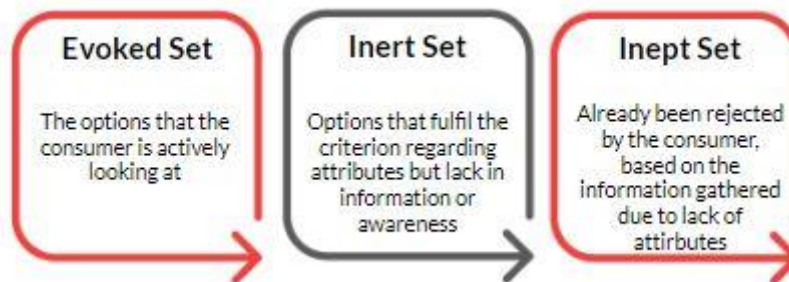 Evoked Set
The options that the
consumer is actively
looking at
Inert Set
Options that fulfil the
criterion regarding
attributes but lack in
information or
awareness
Inept Set
Already been rejected
by the consumer,
based on the
information gathered
due to lack of
attirbutes